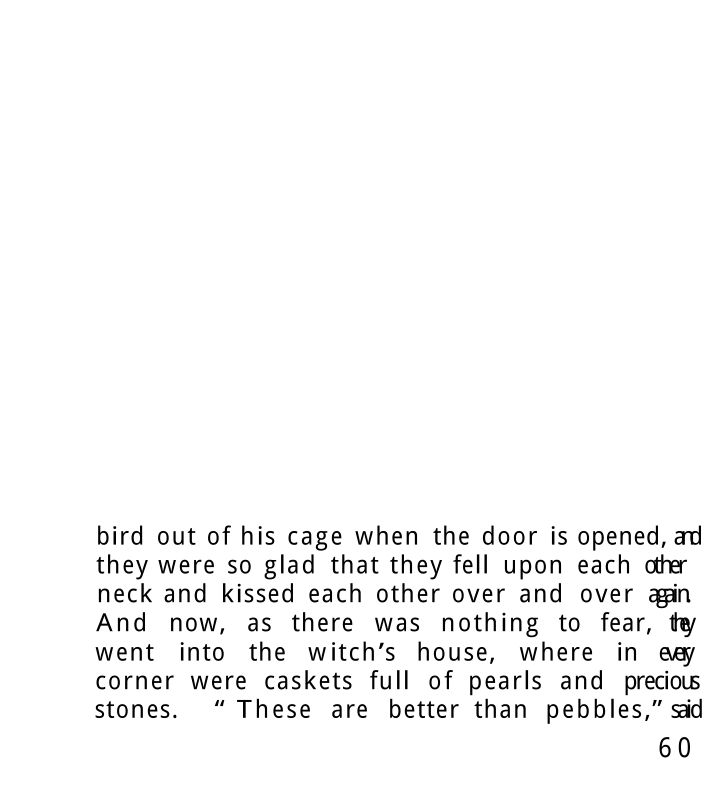 bird out of his cage when the door is opened, and
they were so glad that they fell upon each other
neck and kissed each other over and over again.
And now, as there was nothing to fear, they
went into the witch’s house, where in every
corner were caskets full of pearls and precious
stones. “ These are better than pebbles,” said
60